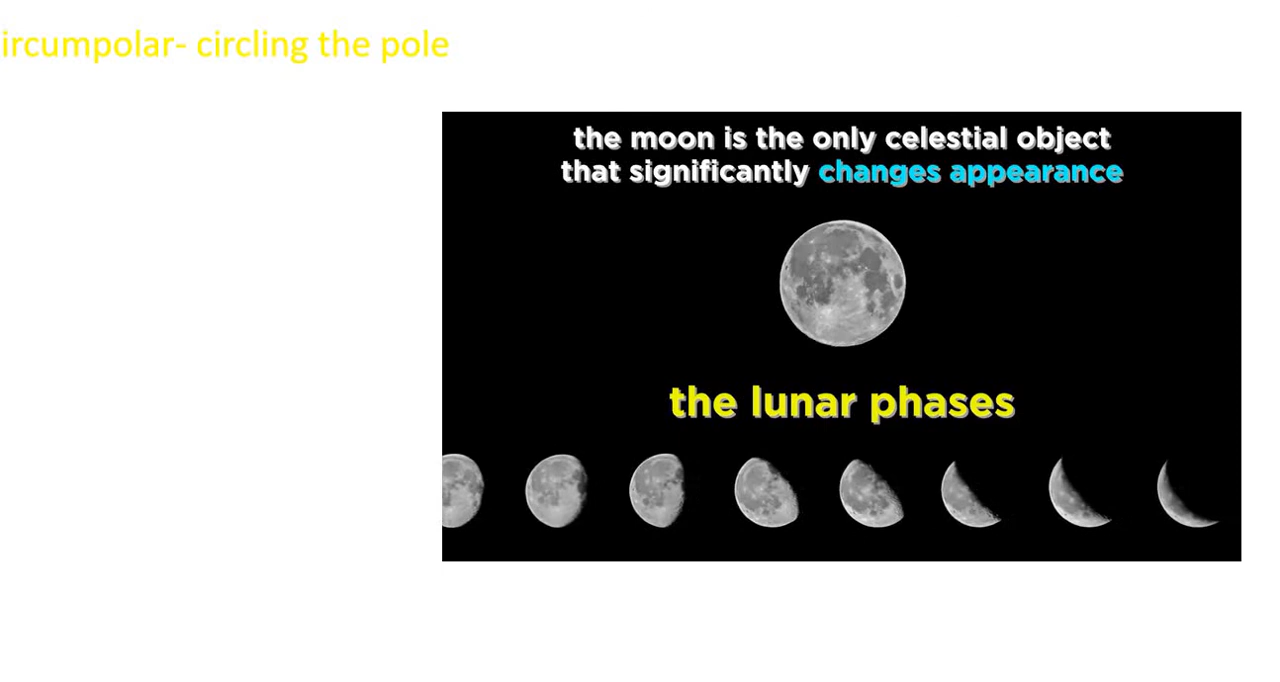 ircumpolar- circling the pole
the moon is the only celestial object
that significantly changes appearance
the lunar phases